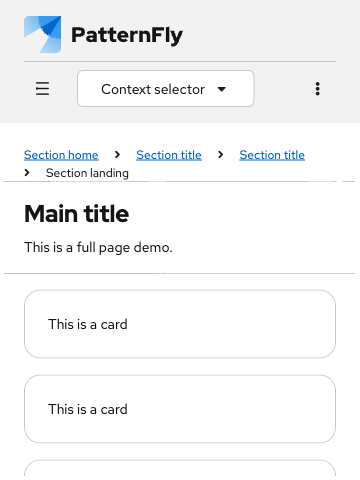 PatternFly
Context selector
Section home Section title Section title
Section landing
Main title
This is a full page demo.
This is a card
This is a card